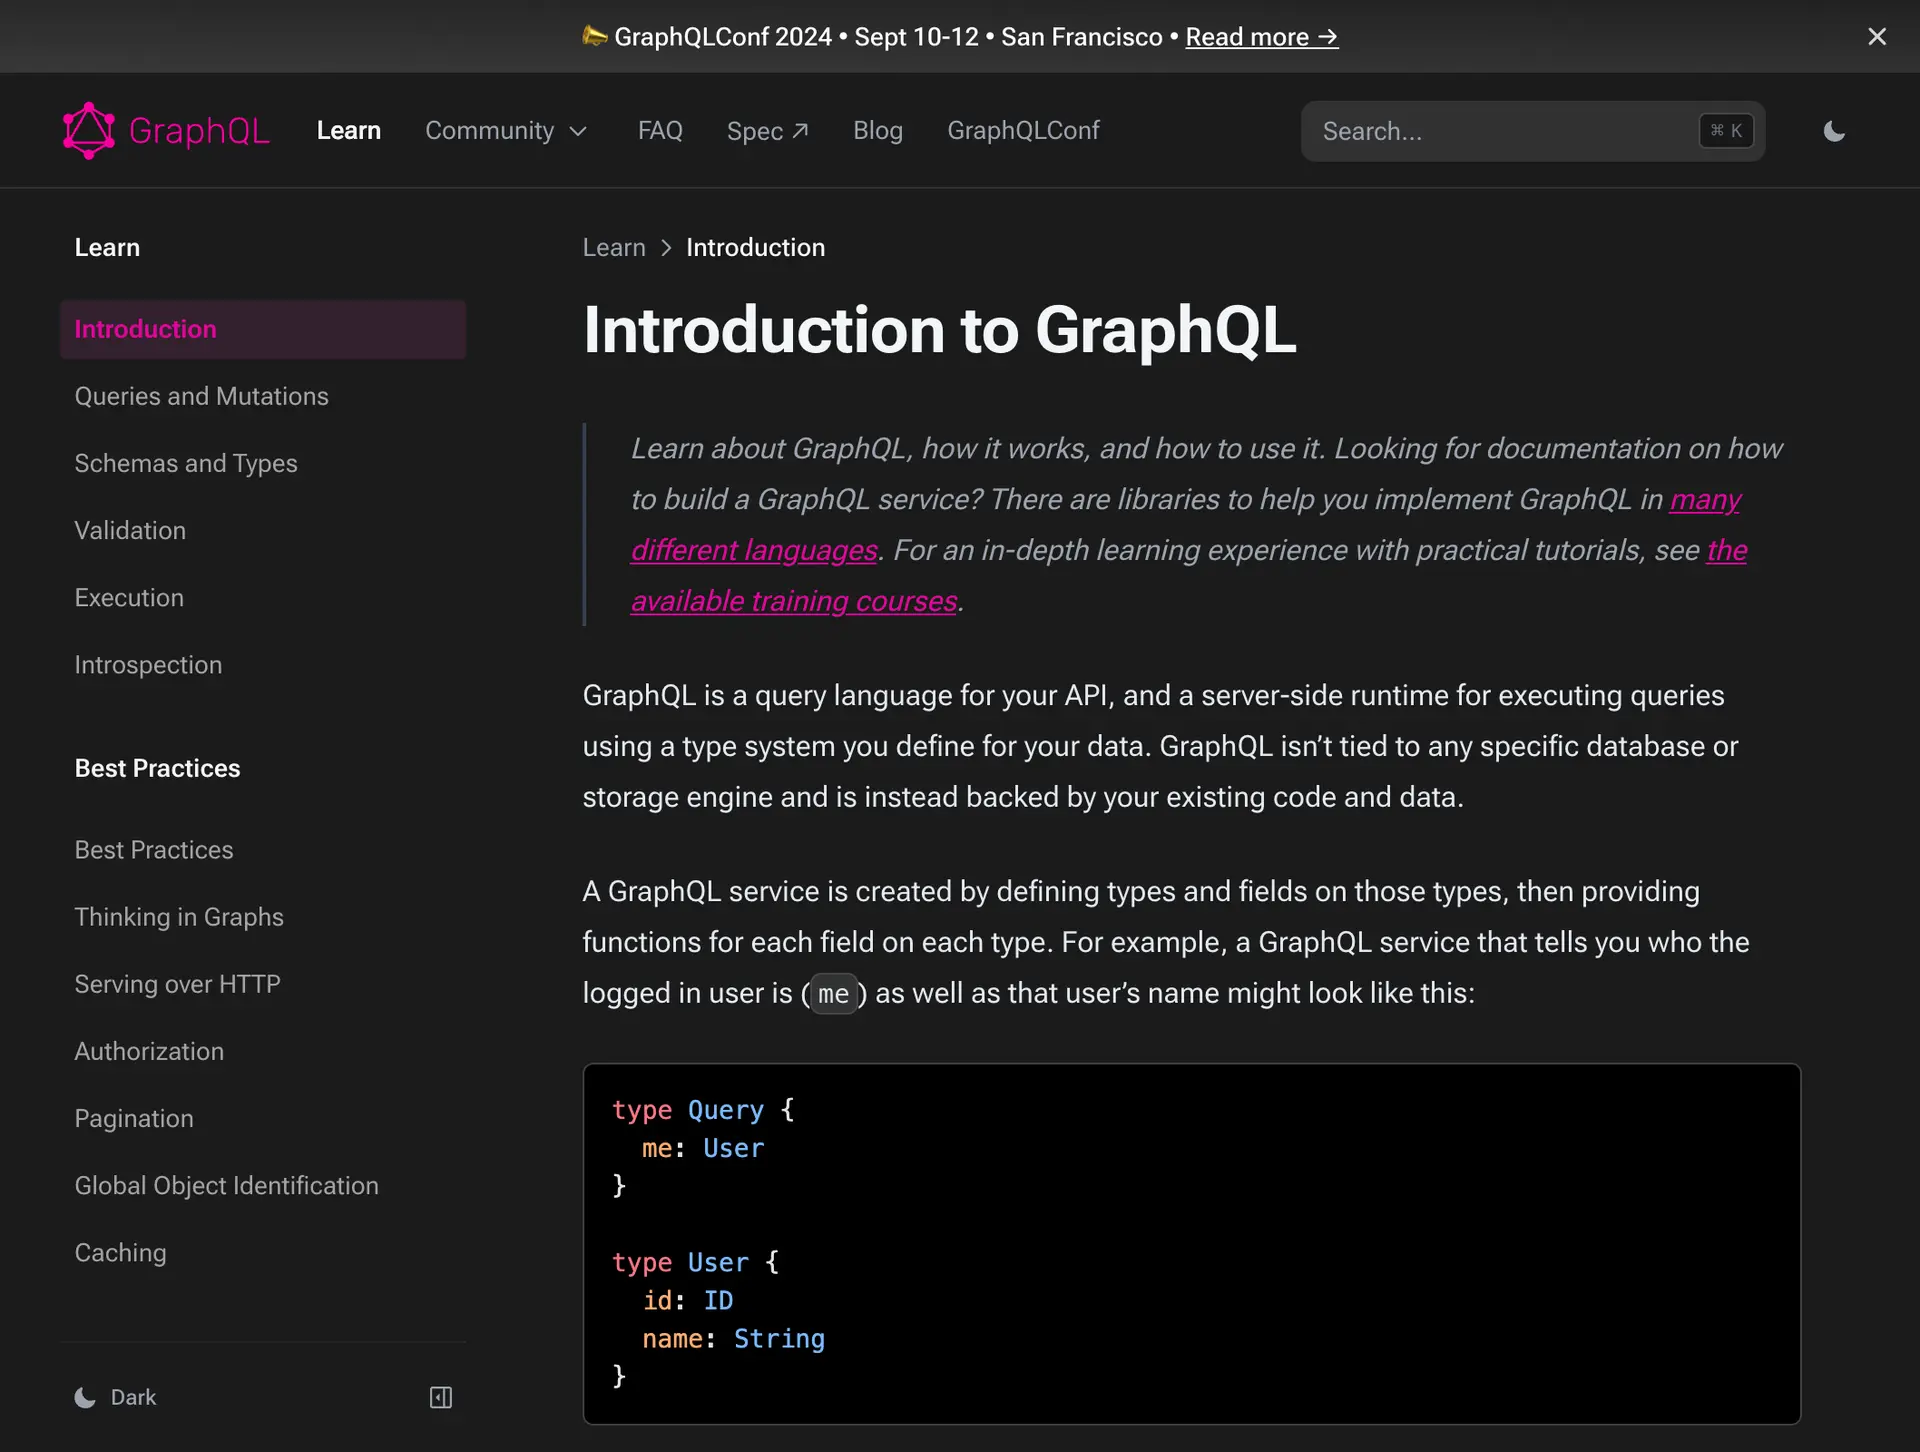 📣 GraphQLConf 2024 • Sept 10-12 • San Francisco • Read more →
GraphQL
Learn
Community
FAQ
Spec ↗
Blog
GraphQLConf
Search...
⌘ K
Learn
Introduction
Queries and Mutations
Schemas and Types
Validation
Execution
Introspection
Best Practices
Best Practices
Thinking in Graphs
Serving over HTTP
Authorization
Pagination
Global Object Identification
Caching
Dark
Learn > Introduction
Introduction to GraphQL
Learn about GraphQL, how it works, and how to use it. Looking for documentation on how
to build a GraphQL service? There are libraries to help you implement GraphQL in many
different languages. For an in-depth learning experience with practical tutorials, see the
available training courses.
GraphQL is a query language for your API, and a server-side runtime for executing queries
using a type system you define for your data. GraphQL isn’t tied to any specific database or
storage engine and is instead backed by your existing code and data.
A GraphQL service is created by defining types and fields on those types, then providing
functions for each field on each type. For example, a GraphQL service that tells you who the
logged in user is (me) as well as that user’s name might look like this:
type Query {
  me: User
}
type User {
  id: ID
  name: String
}